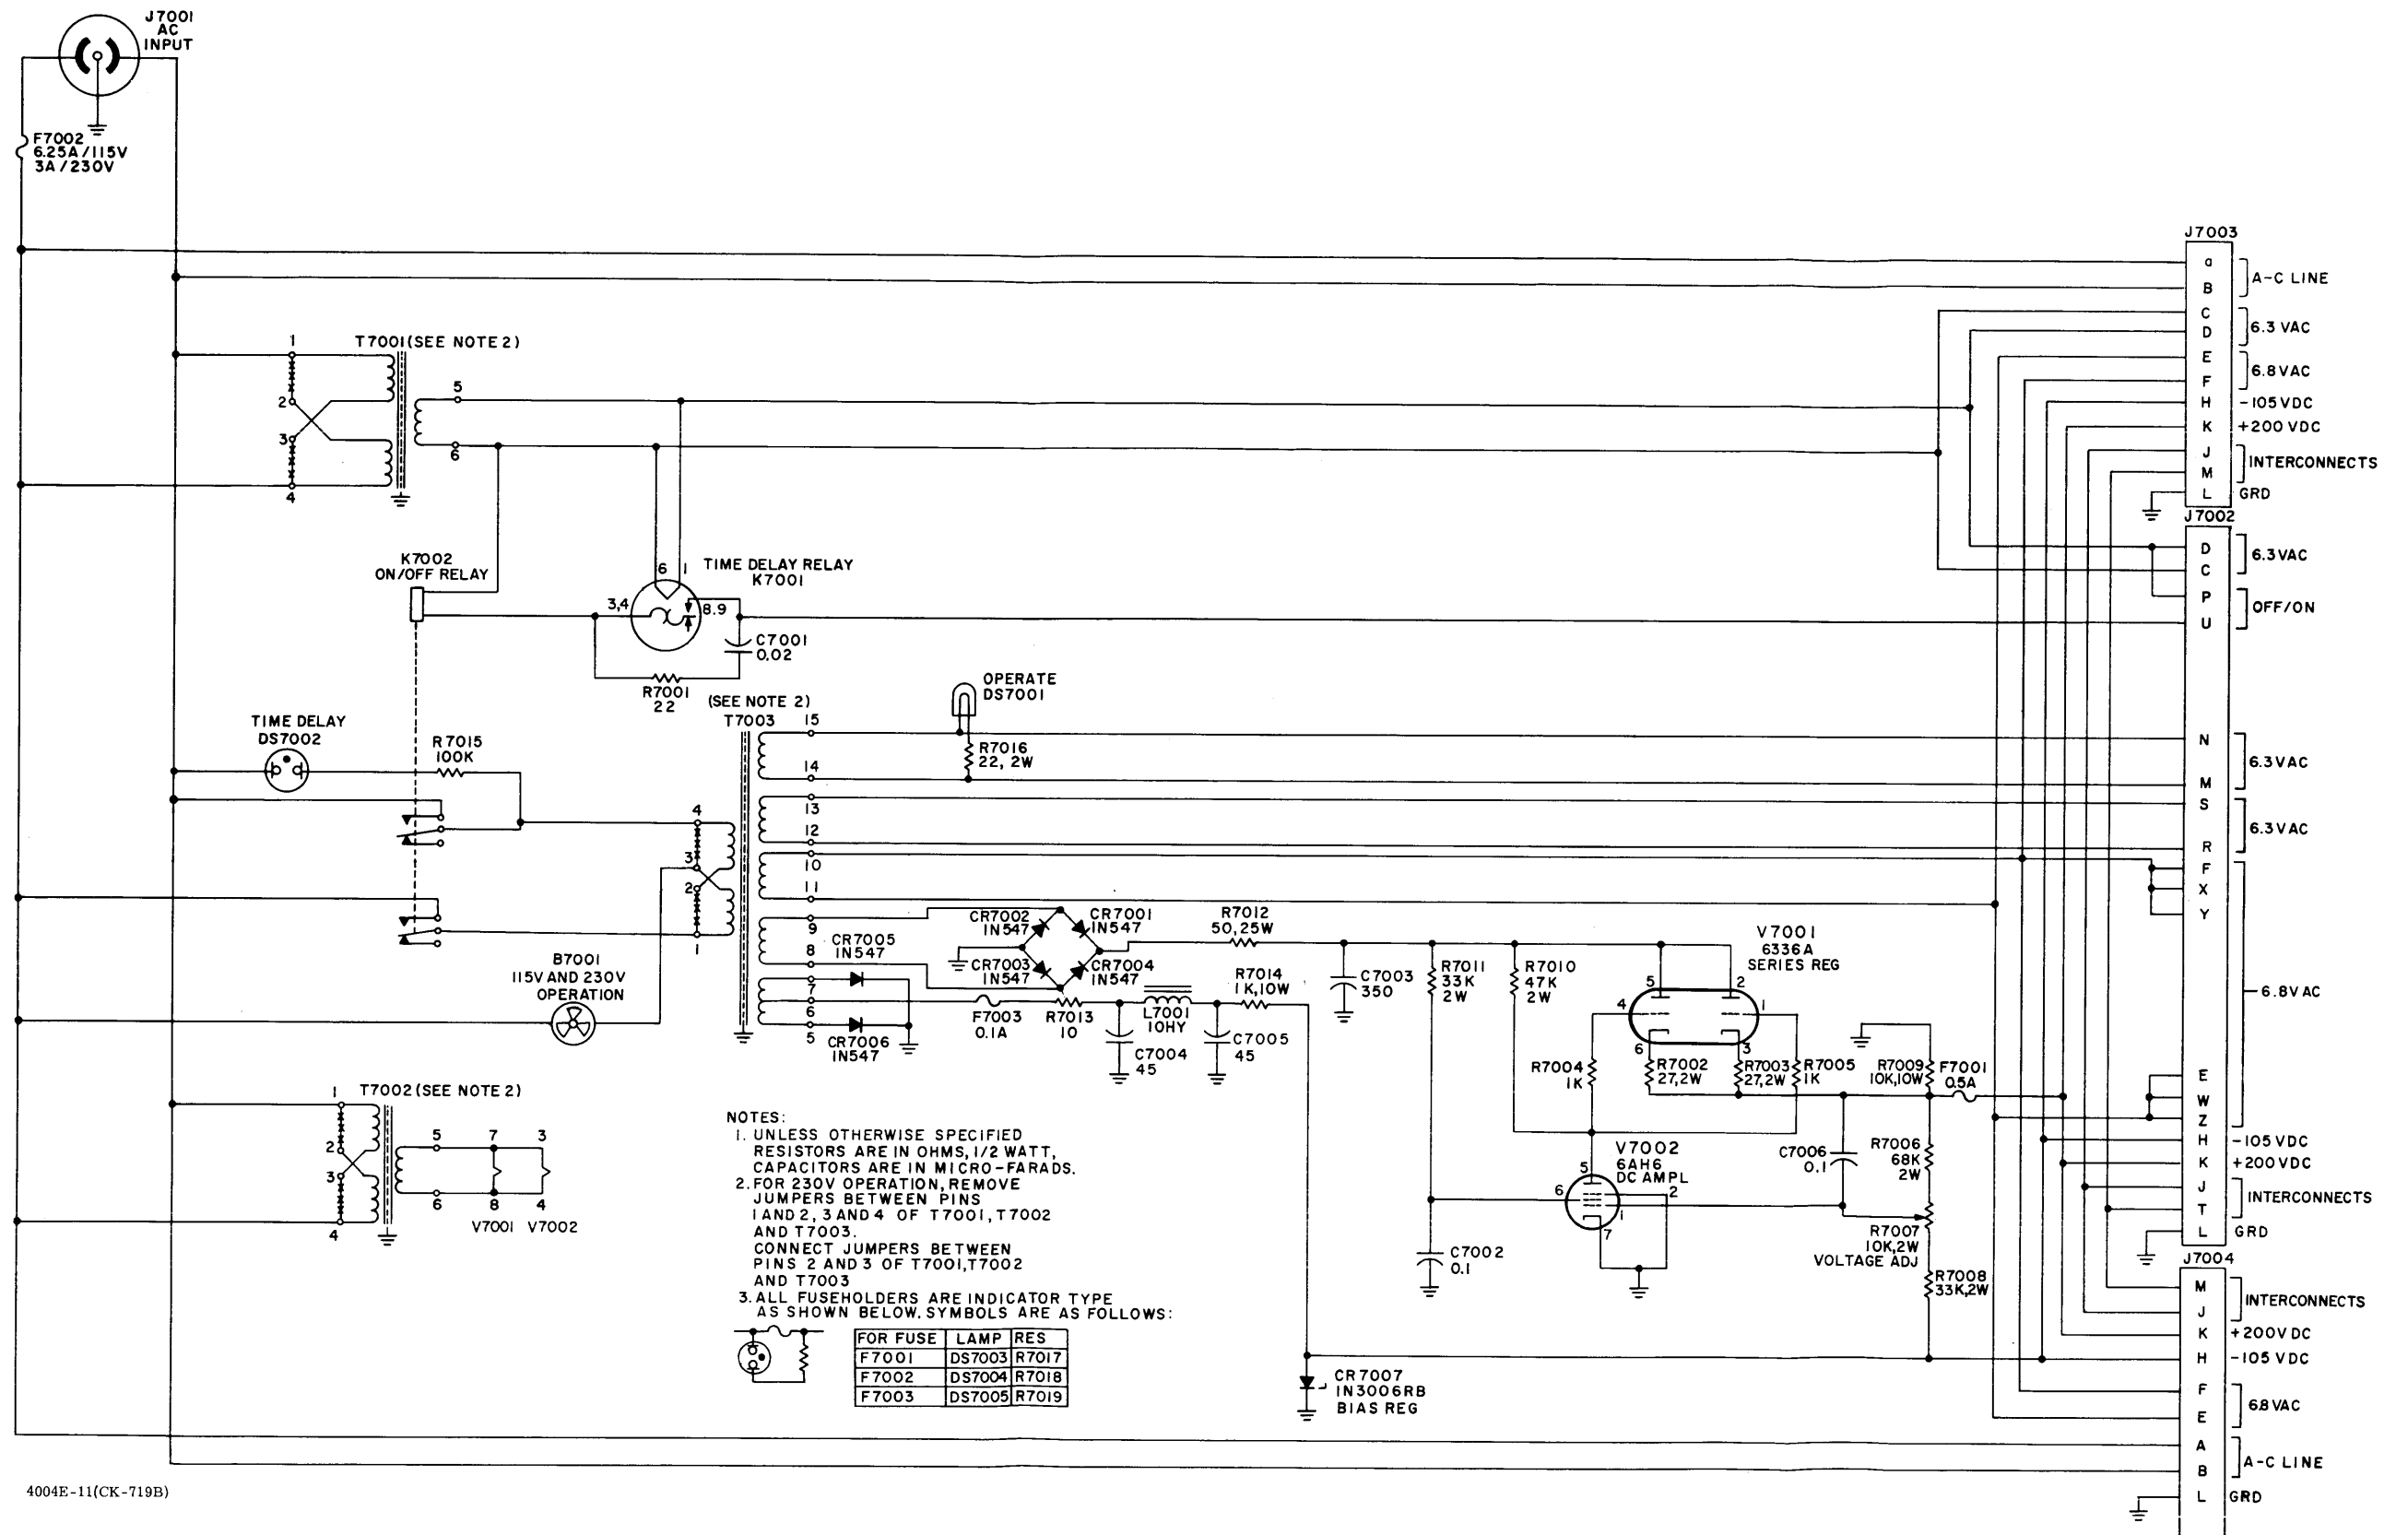 J7001
AC
INPUT
F7002
6.25A/115V
3A/230V
J7003
a
B
A-C LINE
C
D
6.3 VAC
E
F
6.8VAC
H
-105VDC
K
+200 VDC
J
M
INTERCONNECTS
L
GRD
1
2
3
4
T7001(SEE NOTE 2)
5
6
K7002
ON/OFF RELAY
TIME DELAY RELAY
K7001
6
1
3,4
8.9
C7001
0.02
R7001
22
J7002
D
C
6.3VAC
P
U
OFF/ON
N
M
6.3VAC
S
R
6.3VAC
F
X
Y
6.8VAC
E
W
Z
H
-105VDC
K
+200VDC
J
T
INTERCONNECTS
L
GRD
TIME DELAY
DS7002
R7015
100K
(SEE NOTE 2)
T7003
15
14
13
12
10
11
9
8
7
6
5
4
3
2
1
OPERATE
DS7001
R7016
22, 2W
B7001
115V AND 230V
OPERATION
CR7005
1N547
CR7006
1N547
CR7002
1N547
CR7001
1N547
CR7003
1N547
CR7004
1N547
R7012
50,25W
F7003
0.1A
R7013
10
L7001
10HY
R7014
1K,10W
C7004
45
C7005
45
C7003
350
R7011
33K
2W
R7010
47K
2W
V7001
6336A
SERIES REG
5
2
4
1
6
3
R7004
1K
R7002
27,2W
R7003
27,2W
R7005
1K
R7009
10K,10W
F7001
0.5A
V7002
6AH6
DC AMPL
5
6
2
1
7
C7006
0.1
R7006
68K
2W
R7007
10K,2W
VOLTAGE ADJ
R7008
33K,2W
C7002
0.1
CR7007
1N3006RB
BIAS REG
1
2
3
4
T7002(SEE NOTE 2)
5
6
7
8
3
4
V7001 V7002
NOTES:
1. UNLESS OTHERWISE SPECIFIED
RESISTORS ARE IN OHMS, 1/2 WATT,
CAPACITORS ARE IN MICRO-FARADS.
2. FOR 230V OPERATION, REMOVE
JUMPERS BETWEEN PINS
1 AND 2, 3 AND 4 OF T7001, T7002
AND T7003.
CONNECT JUMPERS BETWEEN
PINS 2 AND 3 OF T7001,T7002
AND T7003
3. ALL FUSEHOLDERS ARE INDICATOR TYPE
AS SHOWN BELOW. SYMBOLS ARE AS FOLLOWS:
FOR FUSE LAMP RES
F7001 DS7003 R7017
F7002 DS7004 R7018
F7003 DS7005 R7019
J7004
M
J
INTERCONNECTS
K
+200VDC
H
-105 VDC
F
E
6.8 VAC
A
B
A-C LINE
L
GRD
4004E-11(CK-719B)